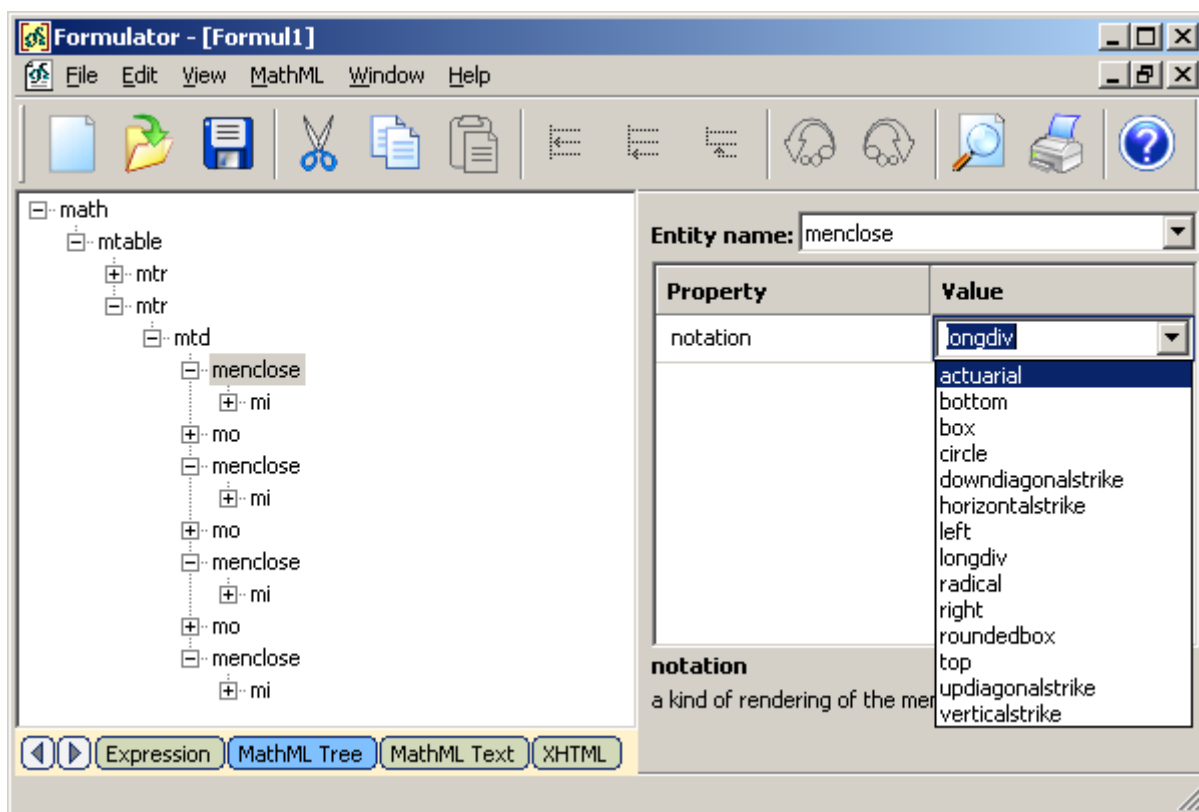 Formulator - [Formul1]
File Edit View MathML Window Help
math
mtable
mtr
mtr
mtd
menclose
mi
mo
menclose
mi
mo
menclose
mi
mo
menclose
mi
Expression MathML Tree MathML Text XHTML
Entity name: menclose
Property Value
notation longdiv
actuarial
bottom
box
circle
downdiagonalstrike
horizontalstrike
left
longdiv
radical
right
roundedbox
top
updiagonalstrike
verticalstrike
notation
a kind of rendering of the